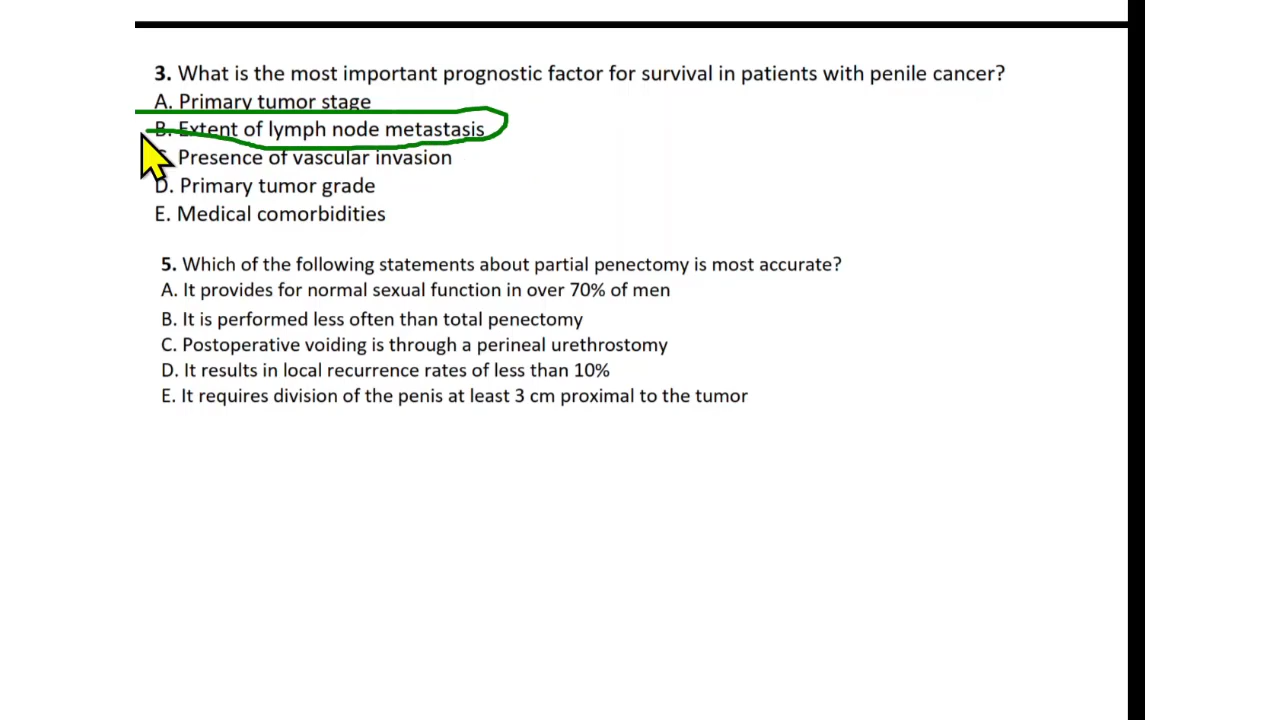 3. What is the most important prognostic factor for survival in patients with penile cancer?
A. Primary tumor stage
B. Extent of lymph node metastasis
C. Presence of vascular invasion
D. Primary tumor grade
E. Medical comorbidities
5. Which of the following statements about partial penectomy is most accurate?
A. It provides for normal sexual function in over 70% of men
B. It is performed less often than total penectomy
C. Postoperative voiding is through a perineal urethrostomy
D. It results in local recurrence rates of less than 10%
E. It requires division of the penis at least 3 cm proximal to the tumor